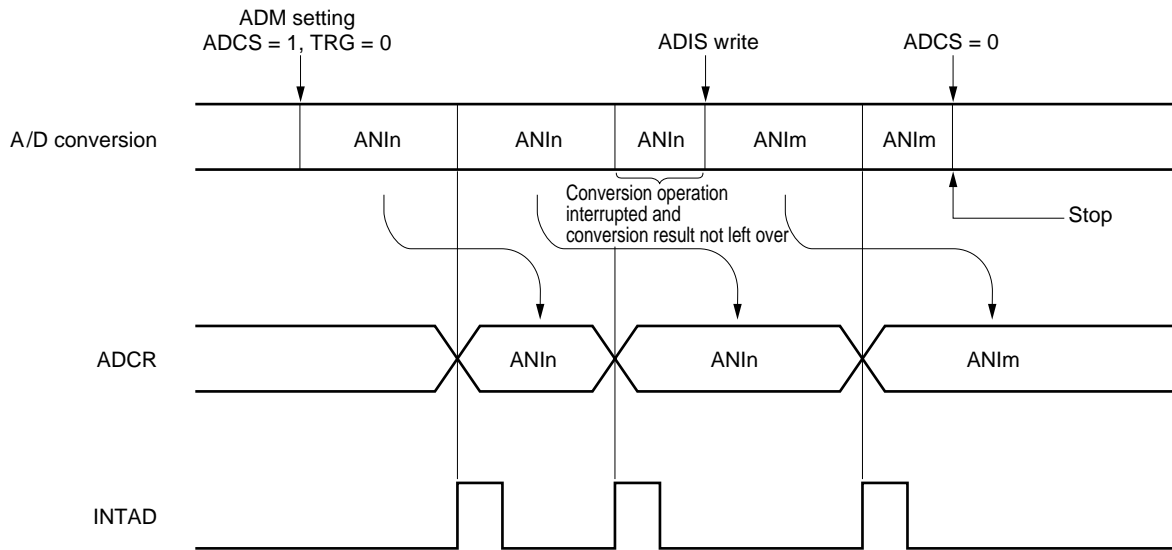 ADM setting
ADCS = 1, TRG = 0
ADIS write
ADCS = 0
A/D conversion
ANIn
ANIn
ANIn
ANIm
ANIm
Conversion operation
interrupted and
conversion result not left over
Stop
ADCR
ANIn
ANIn
ANIm
INTAD